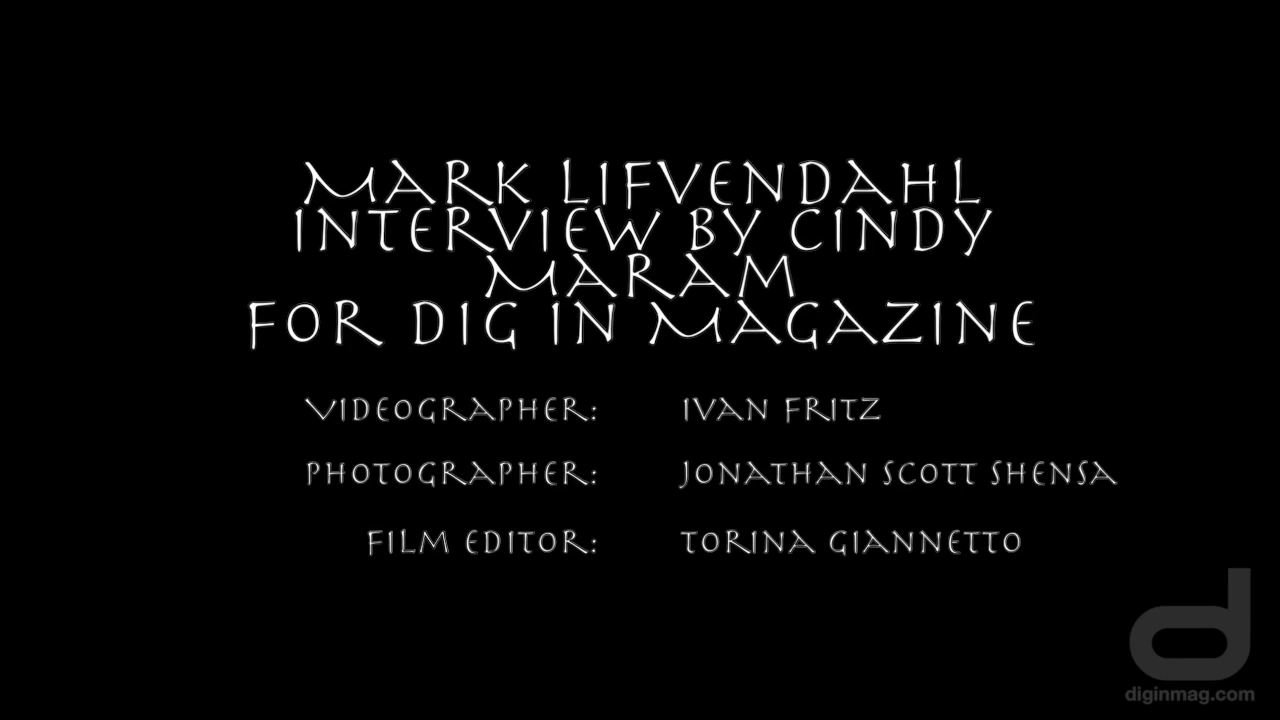 MARK LIFVENDAHL
INTERVIEW BY CINDY
MARAM
FOR DIG IN MAGAZINE
VIDEOGRAPHER: IVAN FRITZ
PHOTOGRAPHER: JONATHAN SCOTT SHENSA
FILM EDITOR: TORINA GIANNETTO
d
diginmag.com